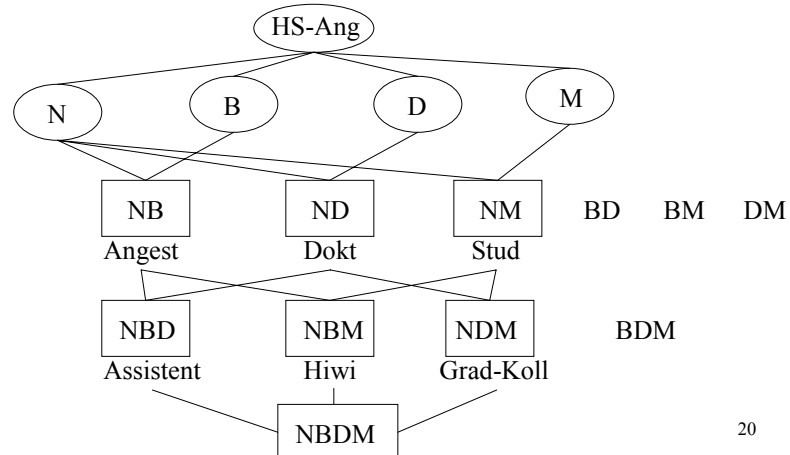 HS-Ang
N B D M
NB ND NM BD BM DM
Angest Dokt Stud
NBD NBM NDM BDM
Assistent Hiwi Grad-Koll
NBDM
20